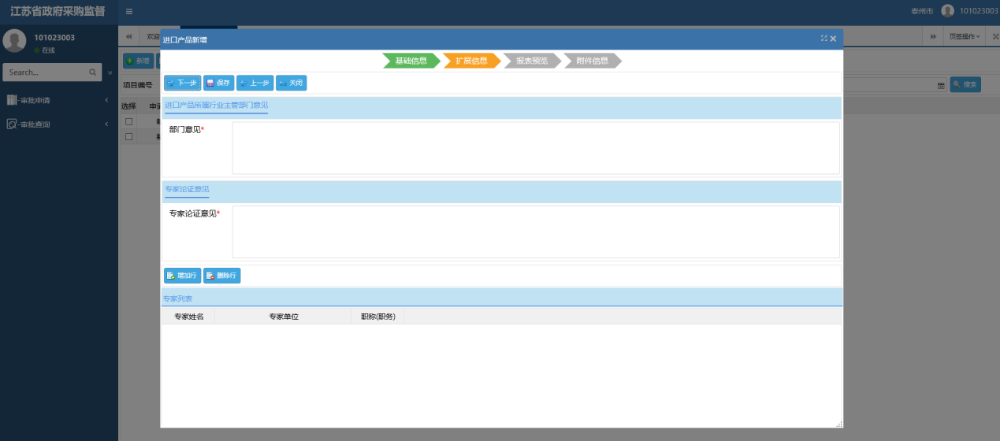 江苏省政府采购监督
泰州市 101023003
101023003
在线
欢迎
页签操作
Search...
-审批申请
-审批查询
新增
项目编号
搜索
选择 申请
进口产品新增
基础信息 扩展信息 报表预览 附件信息
下一步 保存 上一步 关闭
进口产品所属行业主管部门意见
部门意见*
专家论证意见
专家论证意见*
增加行 删除行
专家列表
专家姓名 专家单位 职称(职务)